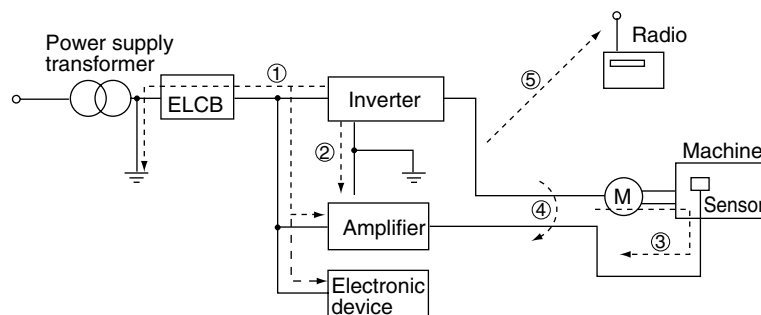 Power supply
transformer
ELCB
①
Inverter
⑤
Radio
②
Machine
M
Sensor
④
Amplifier
③
Electronic
device